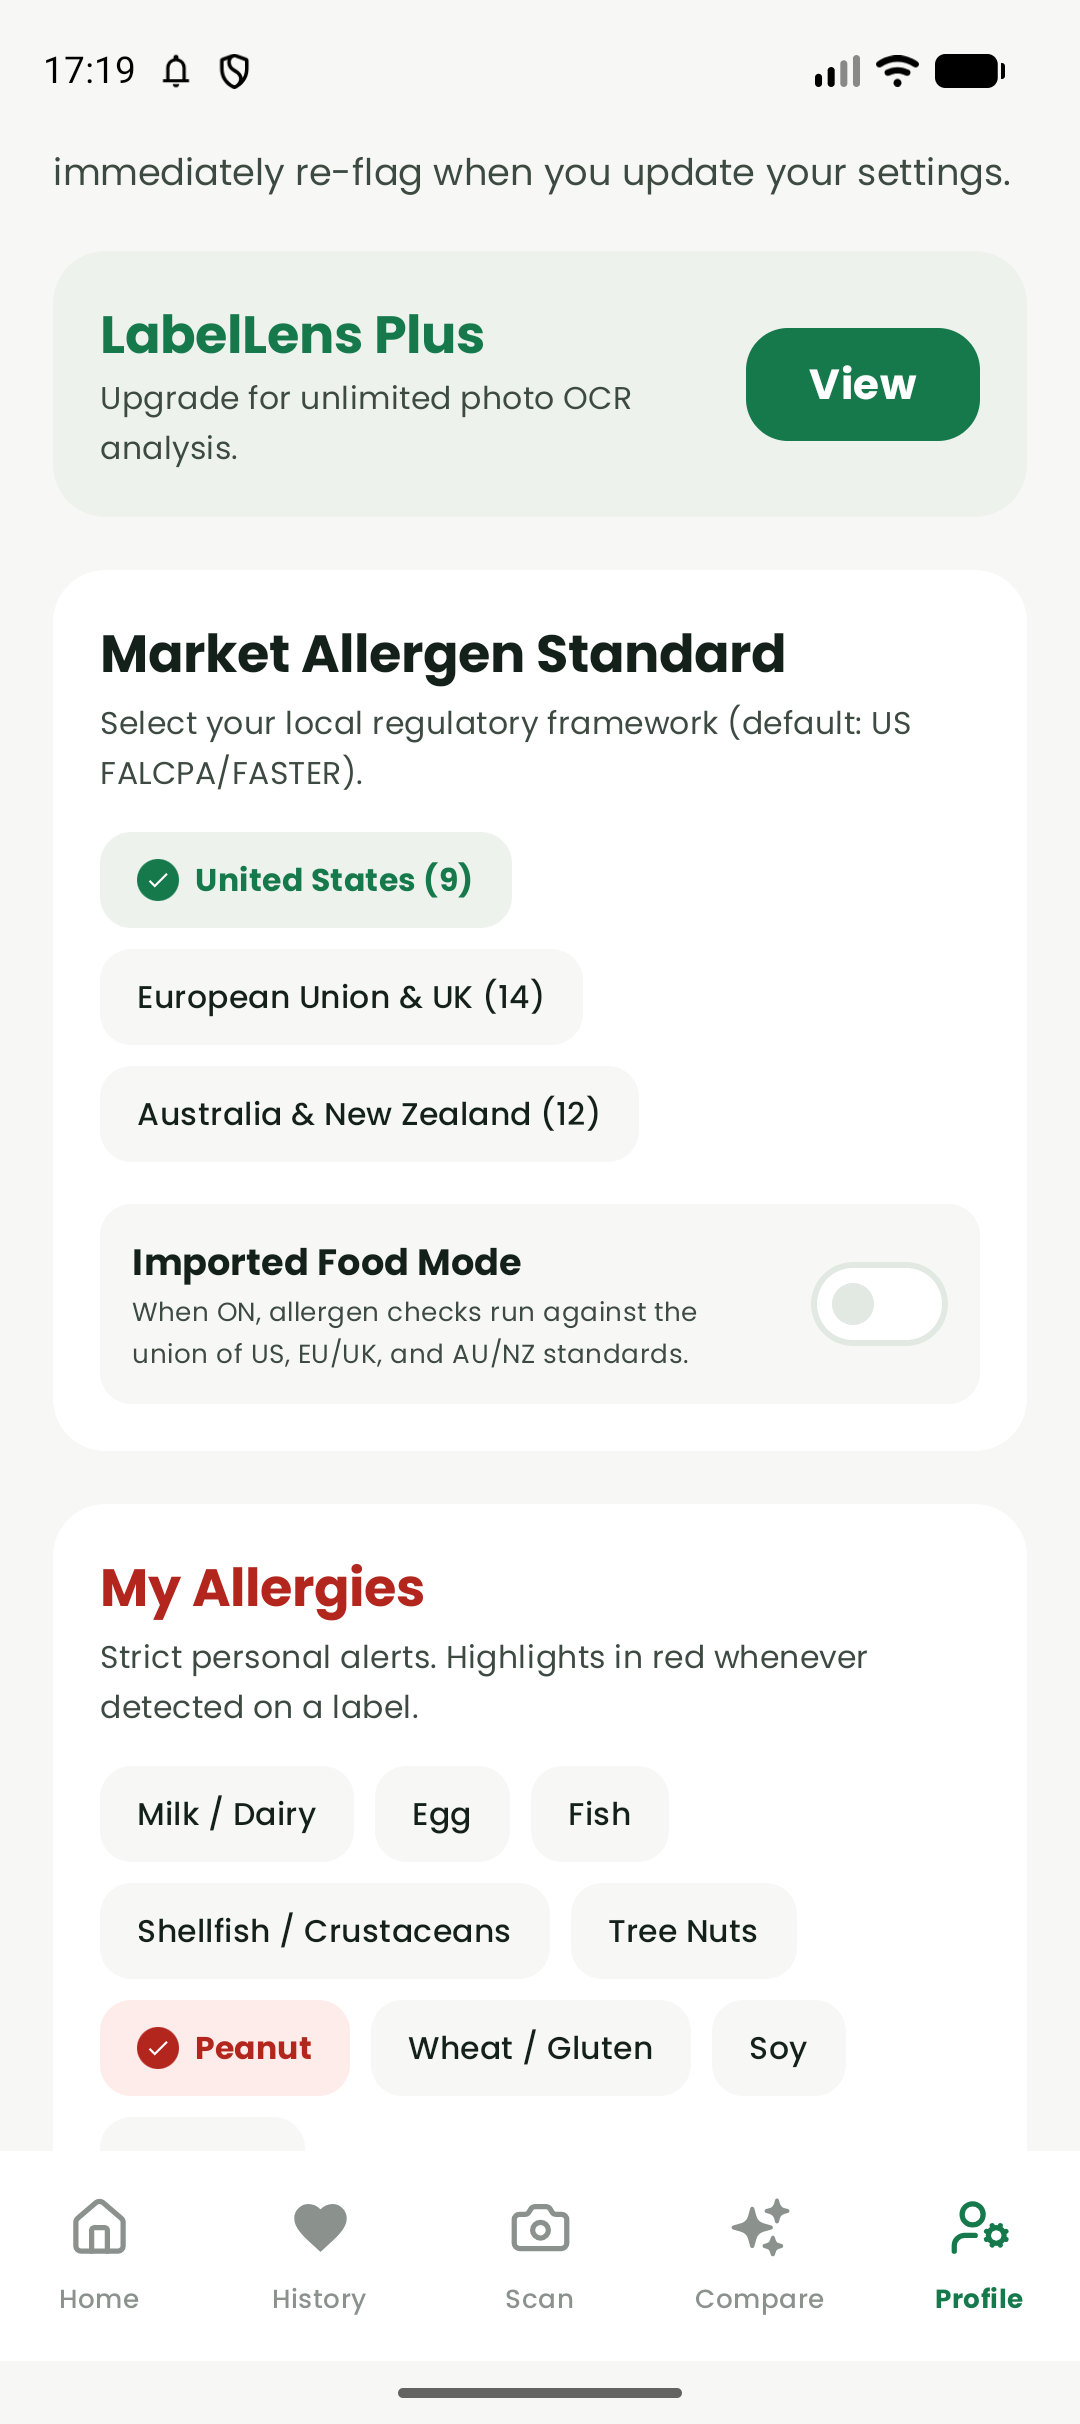 17:19
immediately re-flag when you update your settings.
LabelLens Plus
Upgrade for unlimited photo OCR
analysis.
View
Market Allergen Standard
Select your local regulatory framework (default: US
FALCPA/FASTER).
United States (9)
European Union & UK (14)
Australia & New Zealand (12)
Imported Food Mode
When ON, allergen checks run against the
union of US, EU/UK, and AU/NZ standards.
My Allergies
Strict personal alerts. Highlights in red whenever
detected on a label.
Milk / Dairy Egg Fish
Shellfish / Crustaceans Tree Nuts
Peanut Wheat / Gluten Soy
Home History Scan Compare Profile